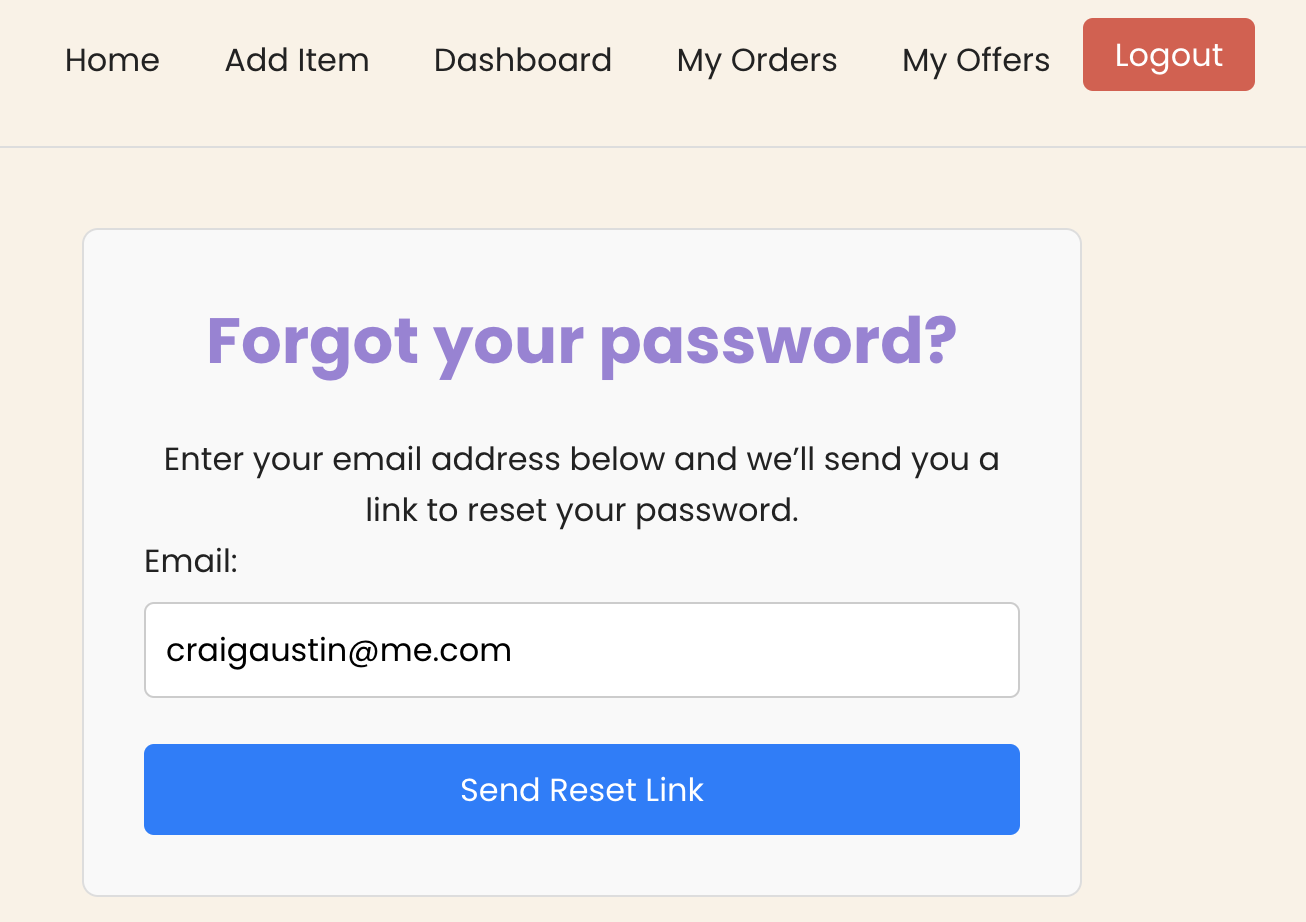 Home Add Item Dashboard My Orders My Offers Logout
Forgot your password?
Enter your email address below and we’ll send you a
link to reset your password.
Email:
craigaustin@me.com
Send Reset Link